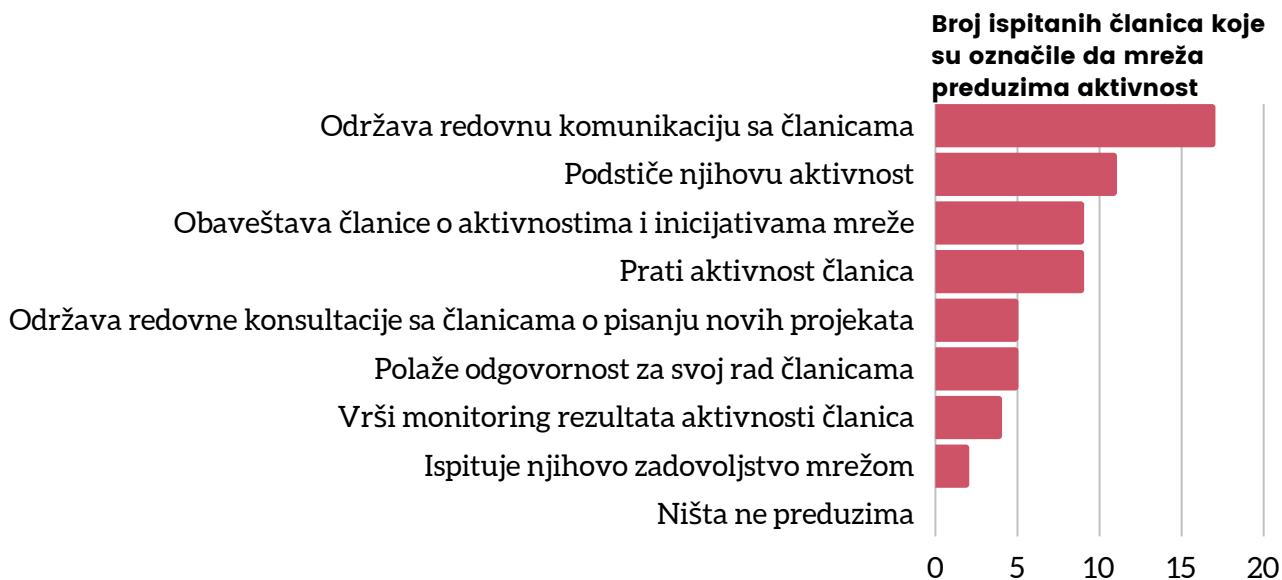 Broj ispitanih članica koje
su označile da mreža
preduzima aktivnost
Održava redovnu komunikaciju sa članicama
Podstiče njihovu aktivnost
Obaveštava članice o aktivnostima i inicijativama mreže
Prati aktivnost članica
Održava redovne konsultacije sa članicama o pisanju novih projekata
Polaže odgovornost za svoj rad članicama
Vrši monitoring rezultata aktivnosti članica
Ispituje njihovo zadovoljstvo mrežom
Ništa ne preduzima
0 5 10 15 20